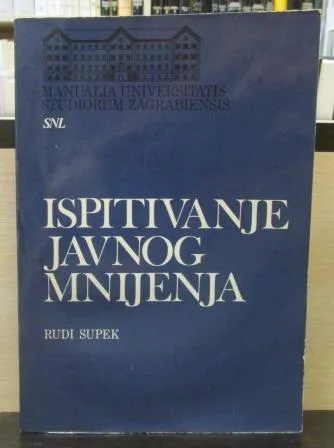 MANUALIA UNIVERSITATIS
STUDIORUM ZAGRABIENSIS
SNL
ISPITIVANJE
JAVNOG
MNIJENJA
RUDI SUPEK